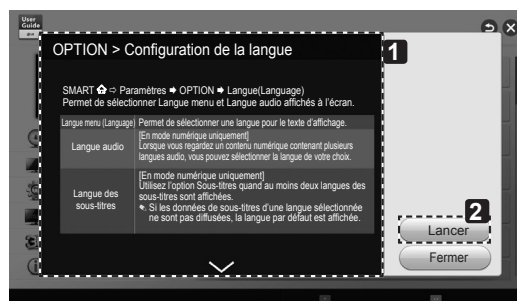 User
Guide
OPTION > Configuration de la langue
1
SMART ⇨ Paramètres ➡ OPTION ➡ Langue(Language)
Permet de sélectionner Langue menu et Langue audio affichés à l'écran.
Langue menu (Language) Permet de sélectionner une langue pour le texte d'affichage.
Langue audio
[En mode numérique uniquement]
Lorsque vous regardez un contenu numérique contenant plusieurs
langues audio, vous pouvez sélectionner la langue de votre choix.
Langue des
sous-titres
[En mode numérique uniquement]
Utilisez l'option Sous-titres quand au moins deux langues des
sous-titres sont affichées.
Si les données de sous-titres d'une langue sélectionnée
ne sont pas diffusées, la langue par défaut est affichée.
2
Lancer
Fermer